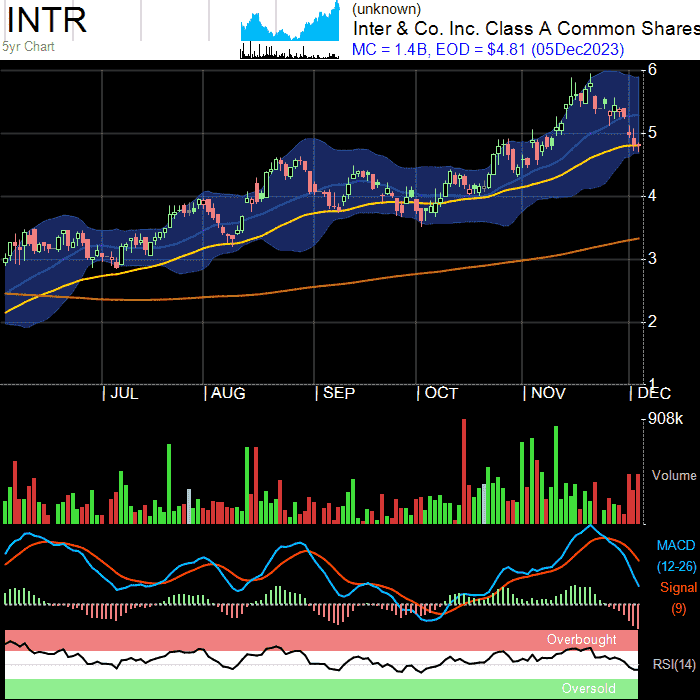 INTR
5yr Chart
(unknown)
Inter & Co. Inc. Class A Common Shares
MC = 1.4B, EOD = $4.81 (05Dec2023)
6
5
4
3
2
1
JUL
AUG
SEP
OCT
NOV
DEC
908k
Volume
MACD
(12-26)
Signal
(9)
Overbought
RSI(14)
Oversold